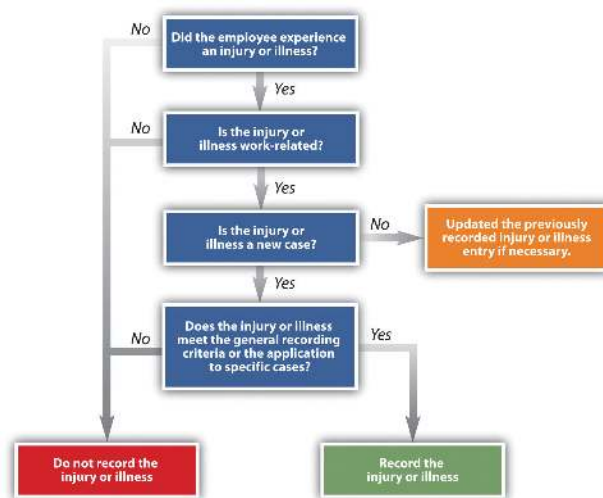 No
Did the employee experience
an injury or illness?
Yes
No
Is the injury or
illness work-related?
Yes
Is the injury or
illness a new case?
No
Updated the previously
recorded injury or illness
entry if necessary.
Yes
No
Does the injury or illness
meet the general recording
criteria or the application
to specific cases?
Yes
Do not record the
injury or illness
Record the
injury or illness